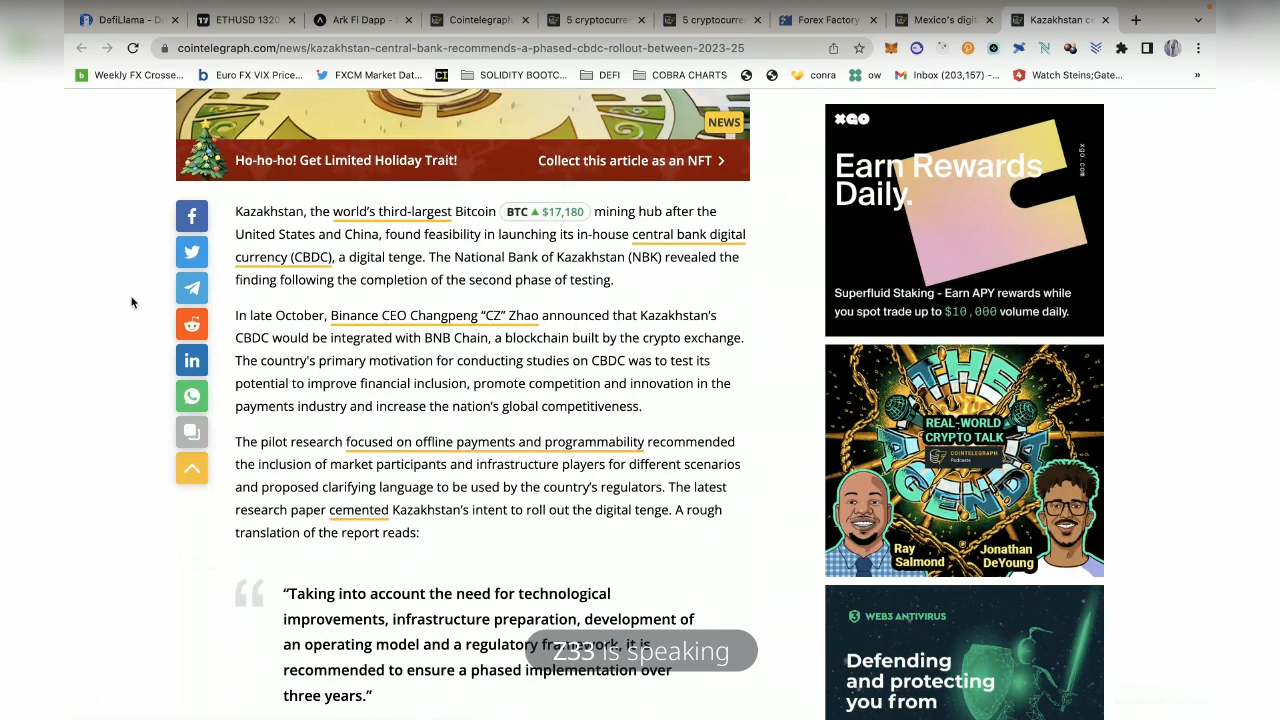 DefiLlama - De
ETHUSD 1320
Ark Fi Dapp -
Cointelegraph
5 cryptocurre
5 cryptocurre
Forex Factory
Mexico's digit
Kazakhstan ce
cointelegraph.com/news/kazakhstan-central-bank-recommends-a-phased-cbdc-rollout-between-2023-25
Weekly FX Crosse...
Euro FX VIX Price...
FXCM Market Dat...
CI
SOLIDITY BOOTC...
DEFI
COBRA CHARTS
conra
ow
Inbox (203,157) -...
Watch Steins;Gate...
»
NEWS
Ho-ho-ho! Get Limited Holiday Trait!
Collect this article as an NFT >
Kazakhstan, the world's third-largest Bitcoin BTC ▲ $17,180 mining hub after the
United States and China, found feasibility in launching its in-house central bank digital
currency (CBDC), a digital tenge. The National Bank of Kazakhstan (NBK) revealed the
finding following the completion of the second phase of testing.
In late October, Binance CEO Changpeng “CZ” Zhao announced that Kazakhstan's
CBDC would be integrated with BNB Chain, a blockchain built by the crypto exchange.
The country's primary motivation for conducting studies on CBDC was to test its
potential to improve financial inclusion, promote competition and innovation in the
payments industry and increase the nation's global competitiveness.
The pilot research focused on offline payments and programmability recommended
the inclusion of market participants and infrastructure players for different scenarios
and proposed clarifying language to be used by the country's regulators. The latest
research paper cemented Kazakhstan's intent to roll out the digital tenge. A rough
translation of the report reads:
“Taking into account the need for technological
improvements, infrastructure preparation, development of
an operating model and a regulatory framework, it is
recommended to ensure a phased implementation over
three years.”
Z33 is speaking
XGO
xgo.com
Earn Rewards
Daily.
Superfluid Staking - Earn APY rewards while
you spot trade up to $10,000 volume daily.
THE
AGENDA
REAL-WORLD
CRYPTO TALK
COINTELEGRAPH
Podcasts
Ray
Salmond
Jonathan
DeYoung
WEB3 ANTIVIRUS
Defending
and protecting
you from